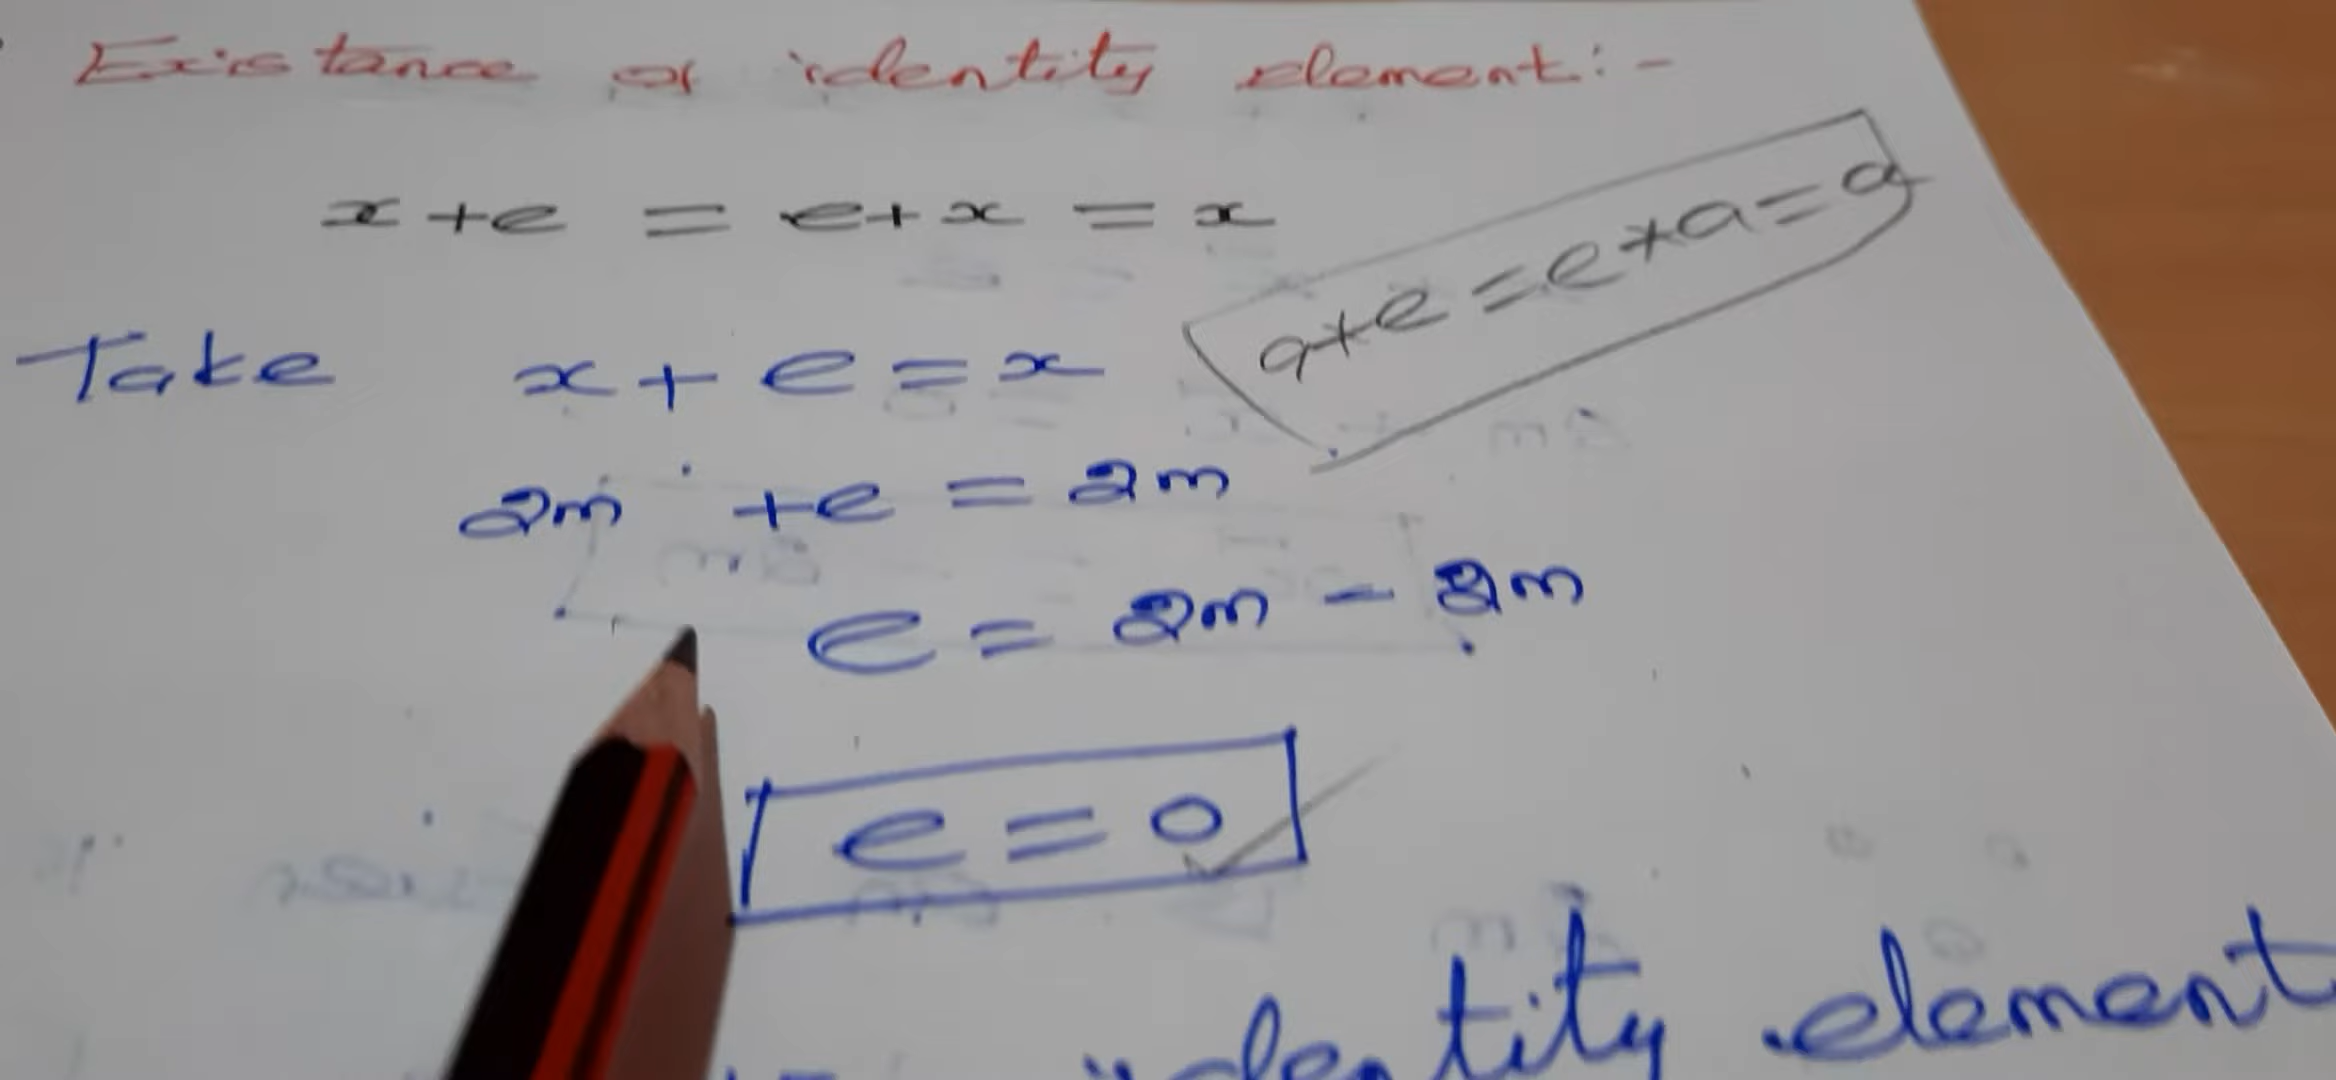 Existance of identity element:-
x + e = e + x = x
a+e = e+a = a
Take x + e = x
2m + e = 2m
e = 2m - 2m
e = 0
identity element